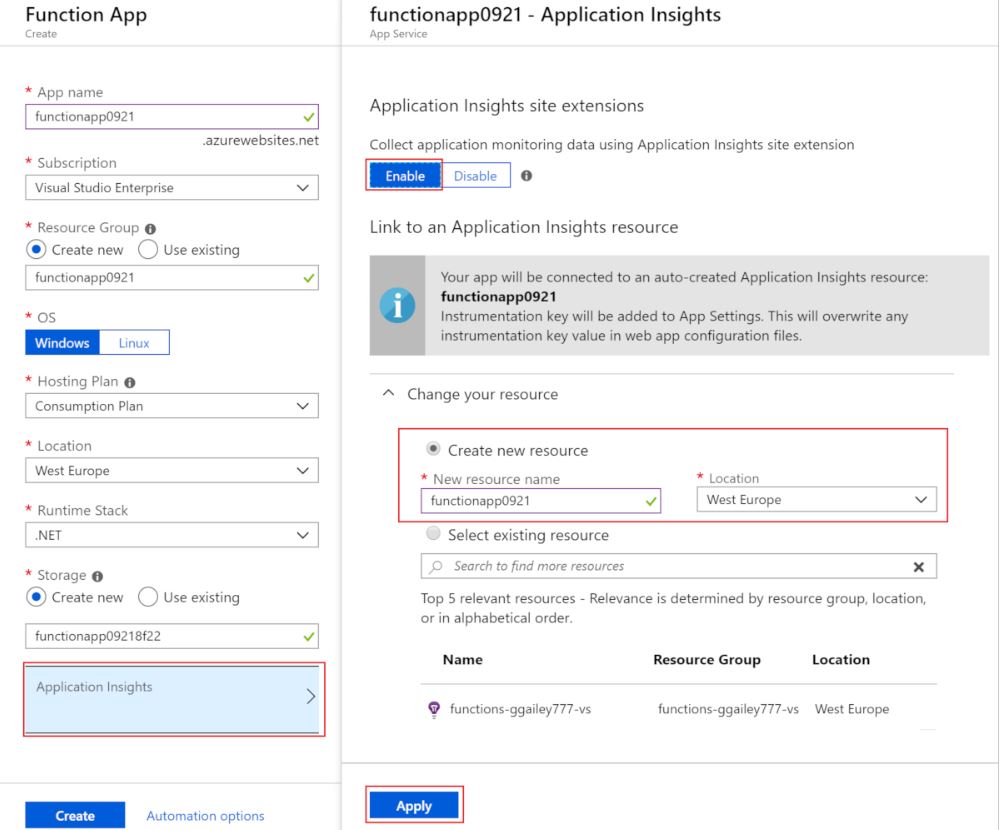 Function App
Create
* App name
functionapp0921
.azurewebsites.net
* Subscription
Visual Studio Enterprise
* Resource Group
Create new Use existing
functionapp0921
* OS
Windows Linux
* Hosting Plan
Consumption Plan
* Location
West Europe
* Runtime Stack
.NET
* Storage
Create new Use existing
functionapp09218f22
Application Insights
Create Automation options
functionapp0921 - Application Insights
App Service
Application Insights site extensions
Collect application monitoring data using Application Insights site extension
Enable Disable
Link to an Application Insights resource
Your app will be connected to an auto-created Application Insights resource:
functionapp0921
Instrumentation key will be added to App Settings. This will overwrite any
instrumentation key value in web app configuration files.
Change your resource
Create new resource
* New resource name * Location
functionapp0921 West Europe
Select existing resource
Search to find more resources
Top 5 relevant resources - Relevance is determined by resource group, location,
or in alphabetical order.
Name Resource Group Location
functions-ggailey777-vs functions-ggailey777-vs West Europe
Apply